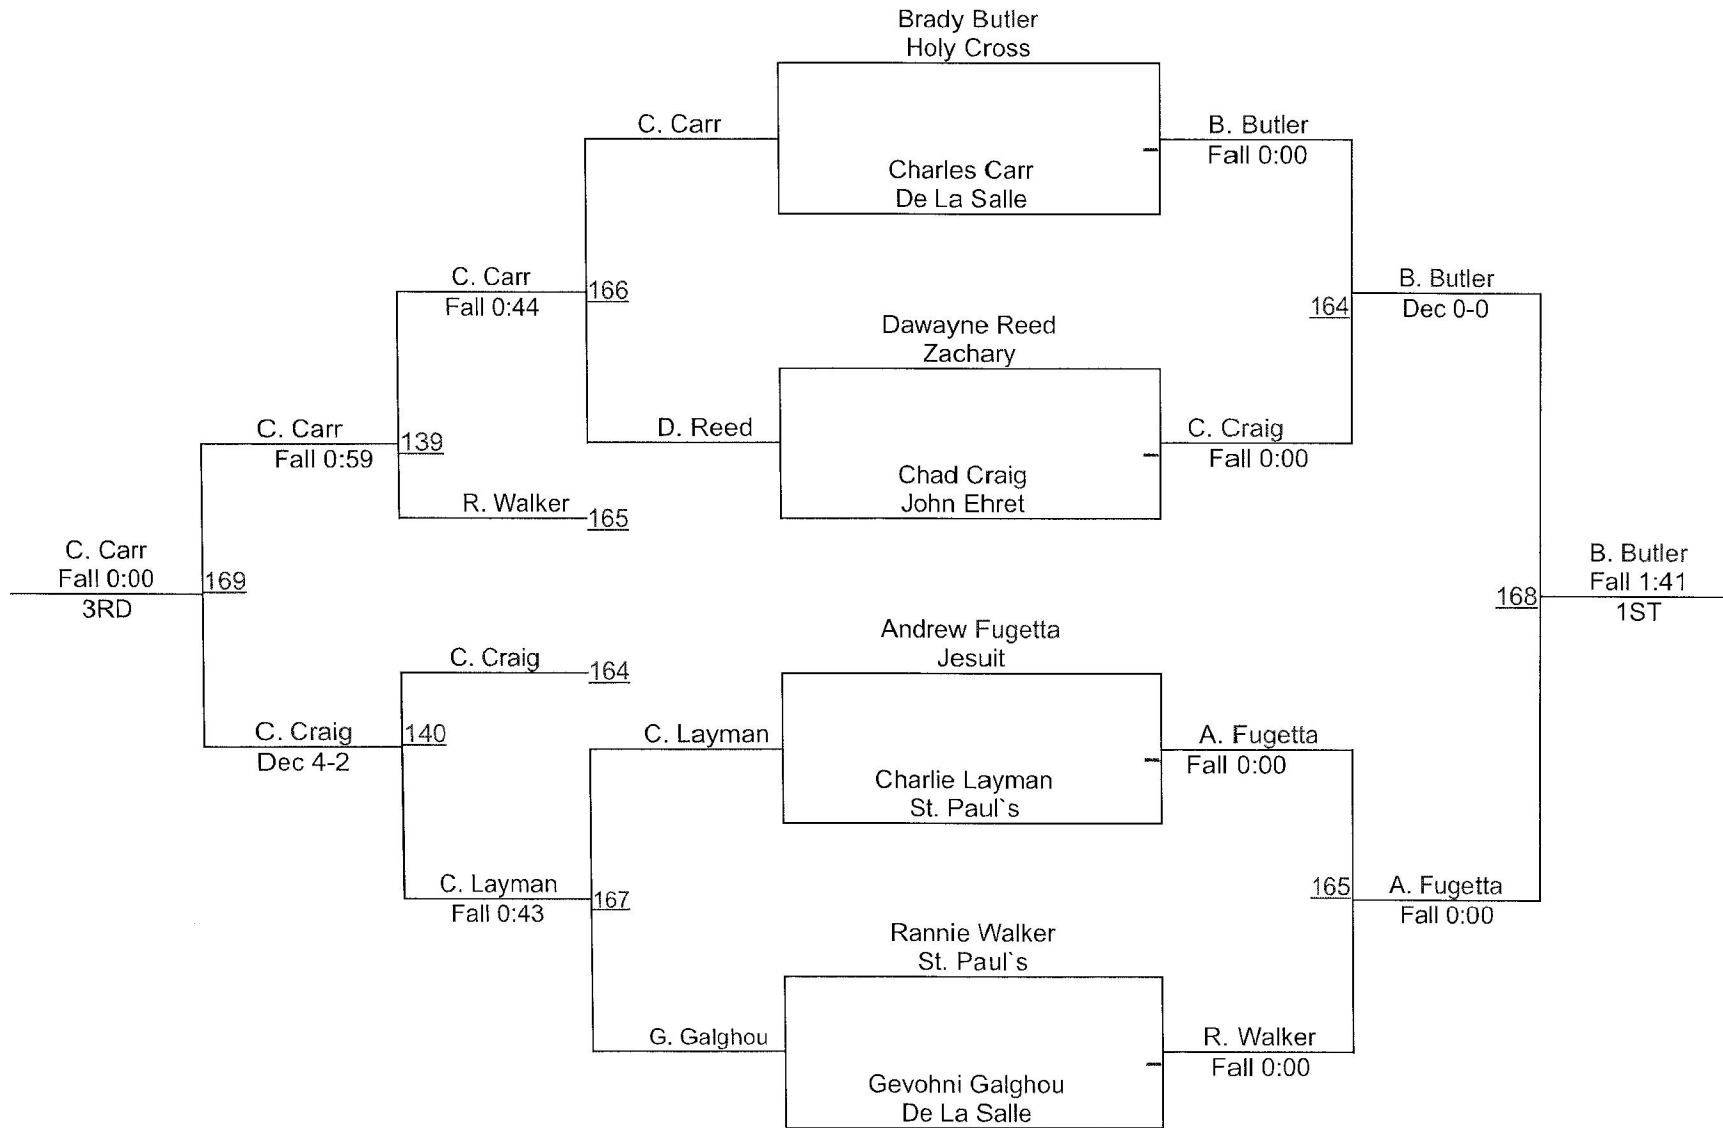 Brady Butler
Holy Cross
C. Carr
B. Butler
Fall 0:00
Charles Carr
De La Salle
C. Carr
Fall 0:44
166
B. Butler
Dec 0-0
164
Dawayne Reed
Zachary
C. Carr
Fall 0:59
139
D. Reed
C. Craig
Fall 0:00
Chad Craig
John Ehret
R. Walker
165
C. Carr
Fall 0:00
3RD
169
B. Butler
Fall 1:41
1ST
168
Andrew Fugetta
Jesuit
C. Craig
164
C. Craig
Dec 4-2
140
C. Layman
A. Fugetta
Fall 0:00
Charlie Layman
St. Paul`s
C. Layman
Fall 0:43
167
165
A. Fugetta
Fall 0:00
Rannie Walker
St. Paul`s
G. Galghou
R. Walker
Fall 0:00
Gevohni Galghou
De La Salle